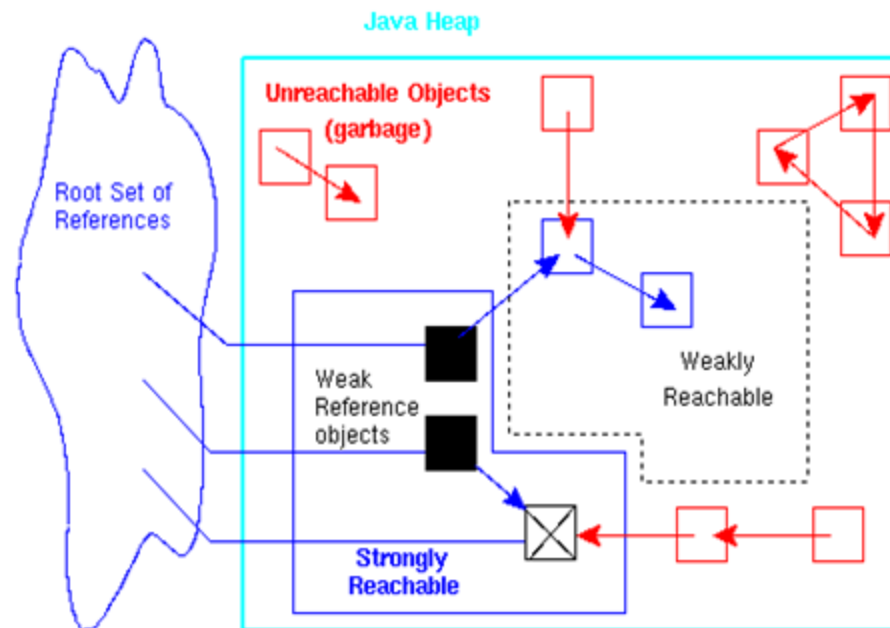 Java Heap
Unreachable Objects
(garbage)
Root Set of
References
Weak
Reference
objects
Weakly
Reachable
Strongly
Reachable